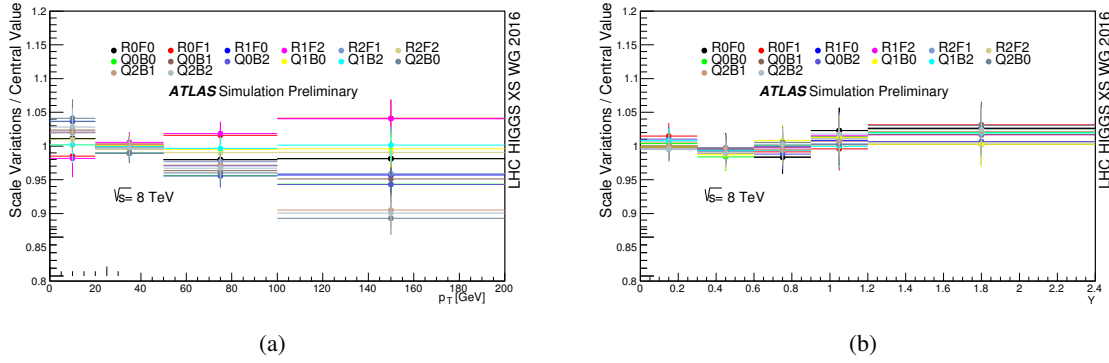 Scale Variations / Central Value
1.2
1.15
1.1
1.05
1
0.95
0.9
0.85
0.8
R0F0 R0F1 R1F0 R1F2 R2F1 R2F2
Q0B0 Q0B1 Q0B2 Q1B0 Q1B2 Q2B0
Q2B1 Q2B2
ATLAS Simulation Preliminary
√s= 8 TeV
0 20 40 60 80 100 120 140 160 180 200
p_T [GeV]
LHC HIGGS XS WG 2016
(a)
Scale Variations / Central Value
1.2
1.15
1.1
1.05
1
0.95
0.9
0.85
0.8
R0F0 R0F1 R1F0 R1F2 R2F1 R2F2
Q0B0 Q0B1 Q0B2 Q1B0 Q1B2 Q2B0
Q2B1 Q2B2
ATLAS Simulation Preliminary
√s= 8 TeV
0 0.2 0.4 0.6 0.8 1 1.2 1.4 1.6 1.8 2 2.2 2.4
Y
LHC HIGGS XS WG 2016
(b)